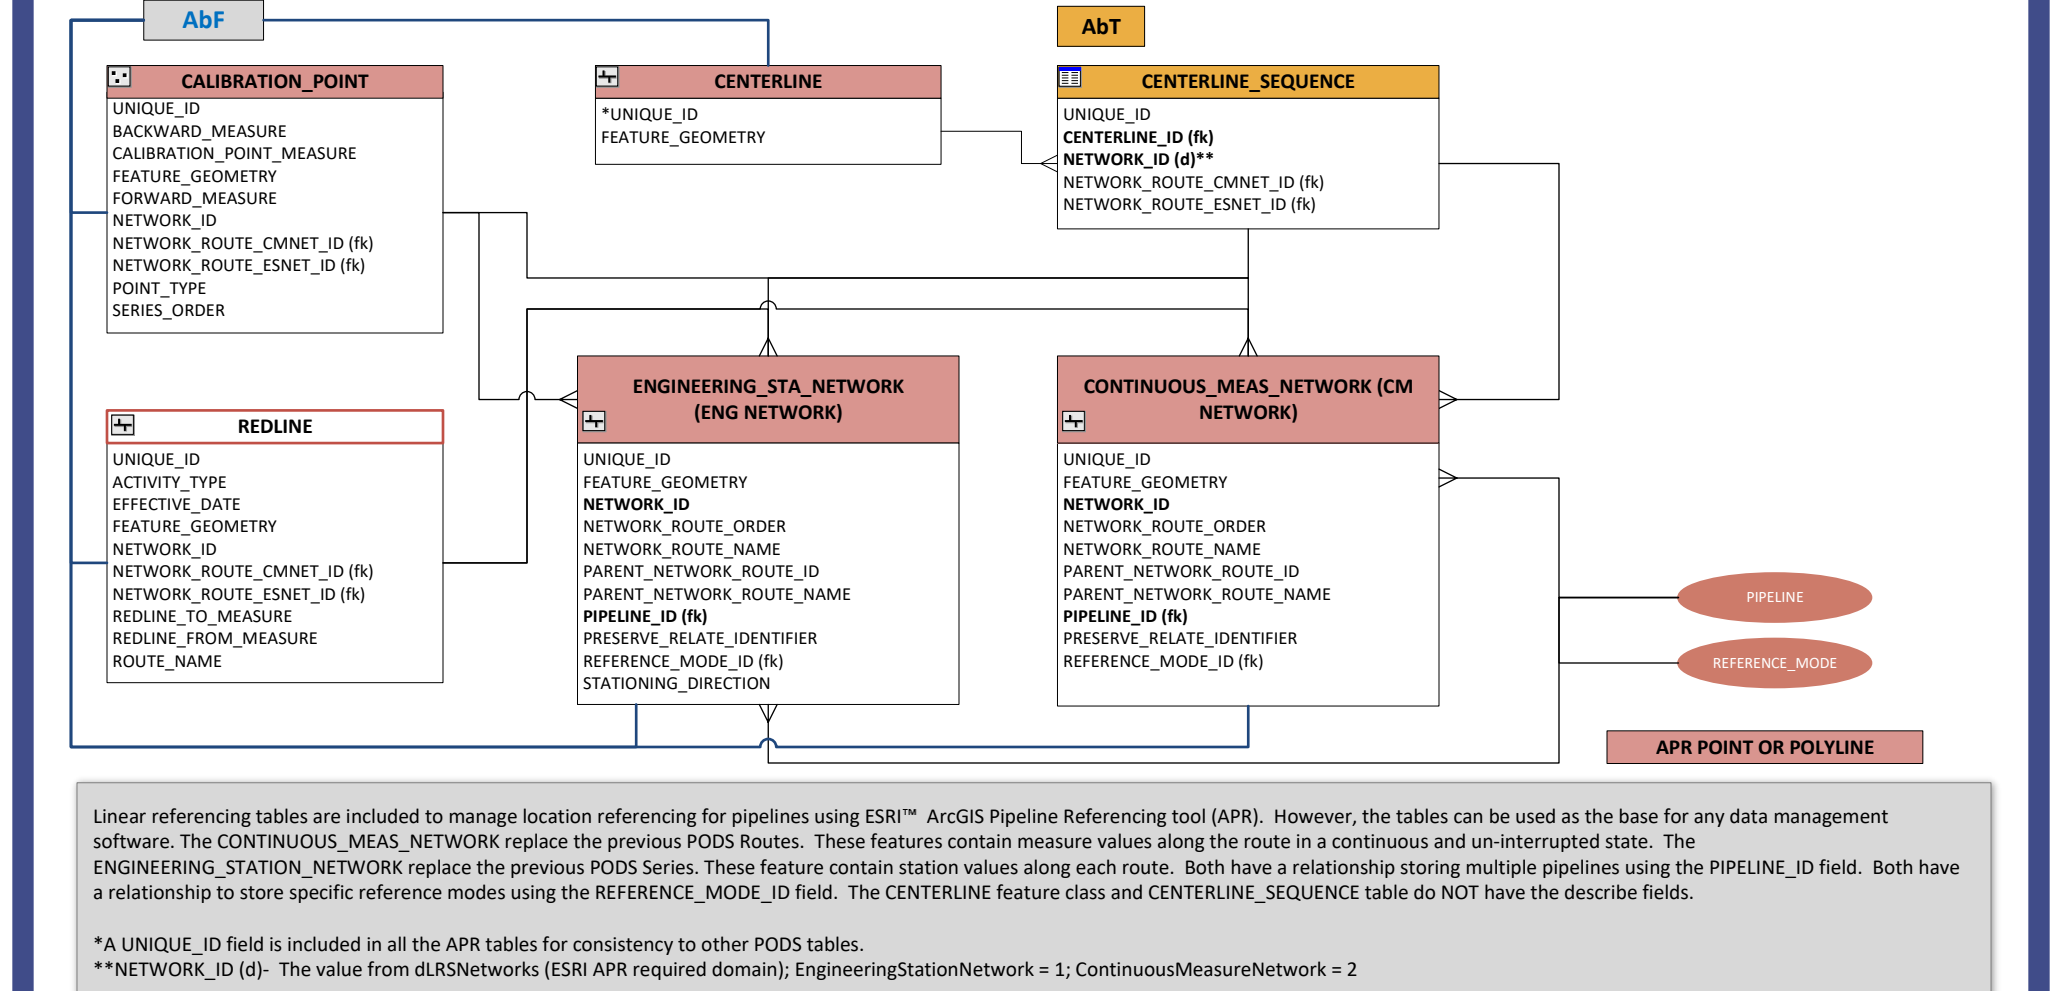 AbF
AbT
CALIBRATION_POINT
UNIQUE_ID
BACKWARD_MEASURE
CALIBRATION_POINT_MEASURE
FEATURE_GEOMETRY
FORWARD_MEASURE
NETWORK_ID
NETWORK_ROUTE_CMNET_ID (fk)
NETWORK_ROUTE_ESNET_ID (fk)
POINT_TYPE
SERIES_ORDER
CENTERLINE
*UNIQUE_ID
FEATURE_GEOMETRY
CENTERLINE_SEQUENCE
UNIQUE_ID
CENTERLINE_ID (fk)
NETWORK_ID (d)**
NETWORK_ROUTE_CMNET_ID (fk)
NETWORK_ROUTE_ESNET_ID (fk)
REDLINE
UNIQUE_ID
ACTIVITY_TYPE
EFFECTIVE_DATE
FEATURE_GEOMETRY
NETWORK_ID
NETWORK_ROUTE_CMNET_ID (fk)
NETWORK_ROUTE_ESNET_ID (fk)
REDLINE_TO_MEASURE
REDLINE_FROM_MEASURE
ROUTE_NAME
ENGINEERING_STA_NETWORK
(ENG NETWORK)
UNIQUE_ID
FEATURE_GEOMETRY
NETWORK_ID
NETWORK_ROUTE_ORDER
NETWORK_ROUTE_NAME
PARENT_NETWORK_ROUTE_ID
PARENT_NETWORK_ROUTE_NAME
PIPELINE_ID (fk)
PRESERVE_RELATE_IDENTIFIER
REFERENCE_MODE_ID (fk)
STATIONING_DIRECTION
CONTINUOUS_MEAS_NETWORK (CM
NETWORK)
UNIQUE_ID
FEATURE_GEOMETRY
NETWORK_ID
NETWORK_ROUTE_ORDER
NETWORK_ROUTE_NAME
PARENT_NETWORK_ROUTE_ID
PARENT_NETWORK_ROUTE_NAME
PIPELINE_ID (fk)
PRESERVE_RELATE_IDENTIFIER
REFERENCE_MODE_ID (fk)
PIPELINE
REFERENCE_MODE
APR POINT OR POLYLINE
Linear referencing tables are included to manage location referencing for pipelines using ESRI™ ArcGIS Pipeline Referencing tool (APR). However, the tables can be used as the base for any data management
software. The CONTINUOUS_MEAS_NETWORK replace the previous PODS Routes. These features contain measure values along the route in a continuous and un-interrupted state. The
ENGINEERING_STATION_NETWORK replace the previous PODS Series. These feature contain station values along each route. Both have a relationship storing multiple pipelines using the PIPELINE_ID field. Both have
a relationship to store specific reference modes using the REFERENCE_MODE_ID field. The CENTERLINE feature class and CENTERLINE_SEQUENCE table do NOT have the describe fields.
*A UNIQUE_ID field is included in all the APR tables for consistency to other PODS tables.
**NETWORK_ID (d)- The value from dLRSNetworks (ESRI APR required domain); EngineeringStationNetwork = 1; ContinuousMeasureNetwork = 2